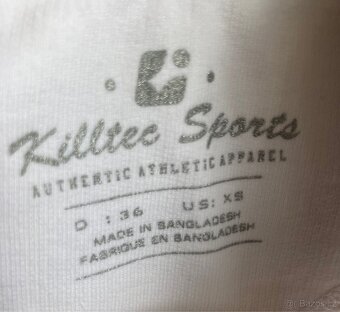 Killtec Sports
AUTHENTIC ATHLETIC APPAREL
D : 36 US: XS
MADE IN BANGLADESH
FABRIQUE EN BANGLADESH